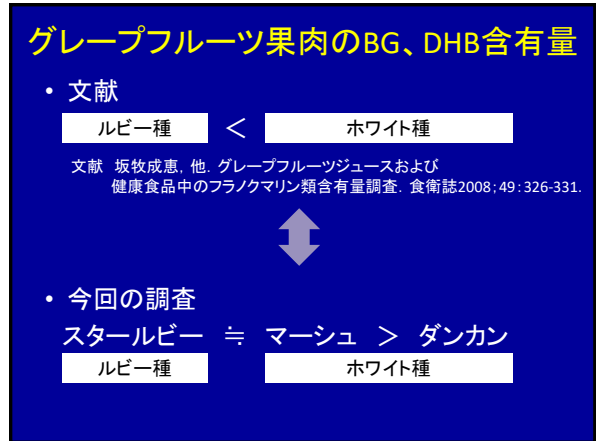 グレープフルーツ果肉のBG、DHB含有量
• 文献
ルビー種 < ホワイト種
文献 坂牧成恵, 他. グレープフルーツジュースおよび
健康食品中のフラノクマリン類含有量調査. 食衛誌2008;49:326-331.
• 今回の調査
スタールビー ≒ マーシュ > ダンカン
ルビー種 ホワイト種